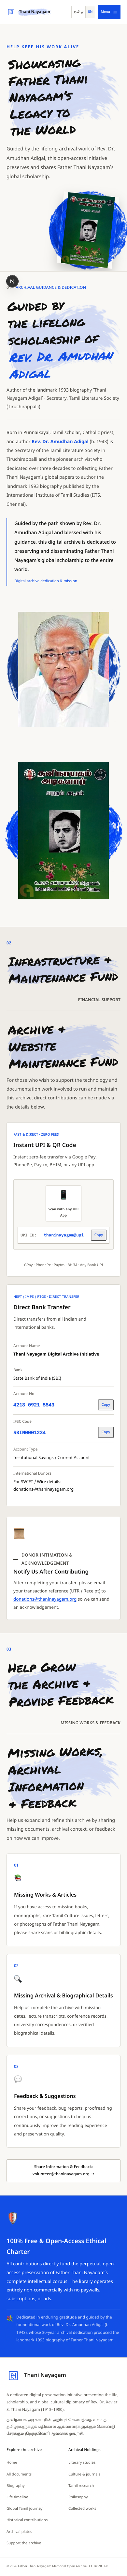 Thani Nayagam
தமிழ்
EN
Menu
HELP KEEP HIS WORK ALIVE
Showcasing
Father Thani
Nayagam's
Legacy to
the World
Guided by the lifelong archival work of Rev. Dr.
Amudhan Adigal, this open-access initiative
preserves and shares Father Thani Nayagam's
global scholarship.
N
ARCHIVAL GUIDANCE & DEDICATION
Guided by
the lifelong
scholarship of
Rev. Dr. Amudhan
Adigal
Author of the landmark 1993 biography 'Thani
Nayagam Adigal' · Secretary, Tamil Literature Society
(Tiruchirappalli)
Born in Punnakayal, Tamil scholar, Catholic priest,
and author Rev. Dr. Amudhan Adigal (b. 1943) is
the Secretary of the Tamil Literature Society in
Tiruchirappalli and the pioneer archivist who
dedicated over three decades to collecting Father
Thani Nayagam's global papers to author the
landmark 1993 biography published by the
International Institute of Tamil Studies (IITS,
Chennai).
Guided by the path shown by Rev. Dr.
Amudhan Adigal and blessed with his
guidance, this digital archive is dedicated to
preserving and disseminating Father Thani
Nayagam's global scholarship to the entire
world.
Digital archive dedication & mission
தனிநாயகம்
அடிகளார்
அமுதன் அடிகள்
02
Infrastructure &
Maintenance Fund
FINANCIAL SUPPORT
Archive &
Website
Maintenance Fund
For those who wish to support the technology and
mandatory development cost required to run and maintain
this archive, direct contributions can be made via
the details below.
FAST & DIRECT · ZERO FEES
Instant UPI & QR Code
Instant zero-fee transfer via Google Pay,
PhonePe, Paytm, BHIM, or any UPI app.
Scan with any UPI
App
UPI ID:
thaninayagam@upi
Copy
GPay · PhonePe · Paytm · BHIM · Any Bank UPI
NEFT / IMPS / RTGS · DIRECT TRANSFER
Direct Bank Transfer
Direct transfers from all Indian and
international banks.
Account Name
Thani Nayagam Digital Archive Initiative
Bank
State Bank of India (SBI)
Account No
4218 0921 5543
Copy
IFSC Code
SBIN0001234
Copy
Account Type
Institutional Savings / Current Account
International Donors
For SWIFT / Wire details:
donations@thaninayagam.org
DONOR INTIMATION &
ACKNOWLEDGEMENT
Notify Us After Contributing
After completing your transfer, please email
your transaction reference (UTR / Receipt) to
donations@thaninayagam.org so we can send
an acknowledgement.
03
Help Grow
the Archive &
Provide Feedback
MISSING WORKS & FEEDBACK
Missing Works,
Archival
Information
& Feedback
Help us expand and refine this archive by sharing
missing documents, archival context, or feedback
on how we can improve.
01
Missing Works & Articles
If you have access to missing books,
monographs, rare Tamil Culture issues, letters,
or photographs of Father Thani Nayagam,
please share scans or bibliographic details.
02
Missing Archival & Biographical Details
Help us complete the archive with missing
dates, lecture transcripts, conference records,
university correspondences, or verified
biographical details.
03
Feedback & Suggestions
Share your feedback, bug reports, proofreading
corrections, or suggestions to help us
continuously improve the reading experience
and preservation quality.
Share Information & Feedback:
volunteer@thaninayagam.org →
100% Free & Open-Access Ethical
Charter
All contributions directly fund the perpetual, open-
access preservation of Father Thani Nayagam's
complete intellectual corpus. The library operates
entirely non-commercially with no paywalls,
subscriptions, or ads.
Dedicated in enduring gratitude and guided by the
foundational work of Rev. Dr. Amudhan Adigal (b.
1943), whose 30-year archival dedication produced the
landmark 1993 biography of Father Thani Nayagam.
Thani Nayagam
A dedicated digital preservation initiative presenting the life,
scholarship, and global cultural diplomacy of Rev. Dr. Xavier
S. Thani Nayagam (1913–1980).
Explore the archive
Archival Holdings
Home
Literary studies
All documents
Culture & journals
Biography
Tamil research
Life timeline
Philosophy
Global Tamil journey
Collected works
Historical contributions
Archival photos
Support the archive
© 2026 Father Thani Nayagam Memorial Open Archive · CC BY-NC 4.0